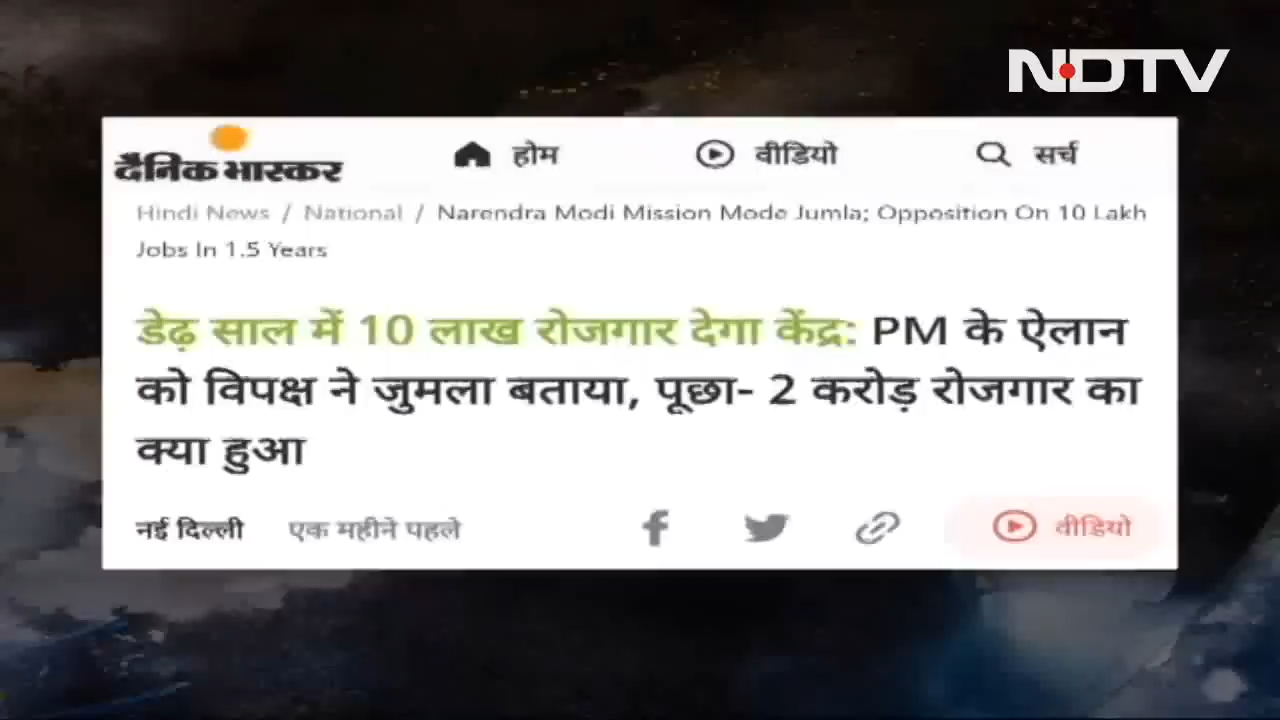 NDTV
दैनिक भास्कर
होम
वीडियो
सर्च
Hindi News / National / Narendra Modi Mission Mode Jumla; Opposition On 10 Lakh
Jobs In 1.5 Years
डेढ़ साल में 10 लाख रोजगार देगा केंद्र: PM के ऐलान
को विपक्ष ने जुमला बताया, पूछा- 2 करोड़ रोजगार का
क्या हुआ
नई दिल्ली एक महीने पहले
वीडियो